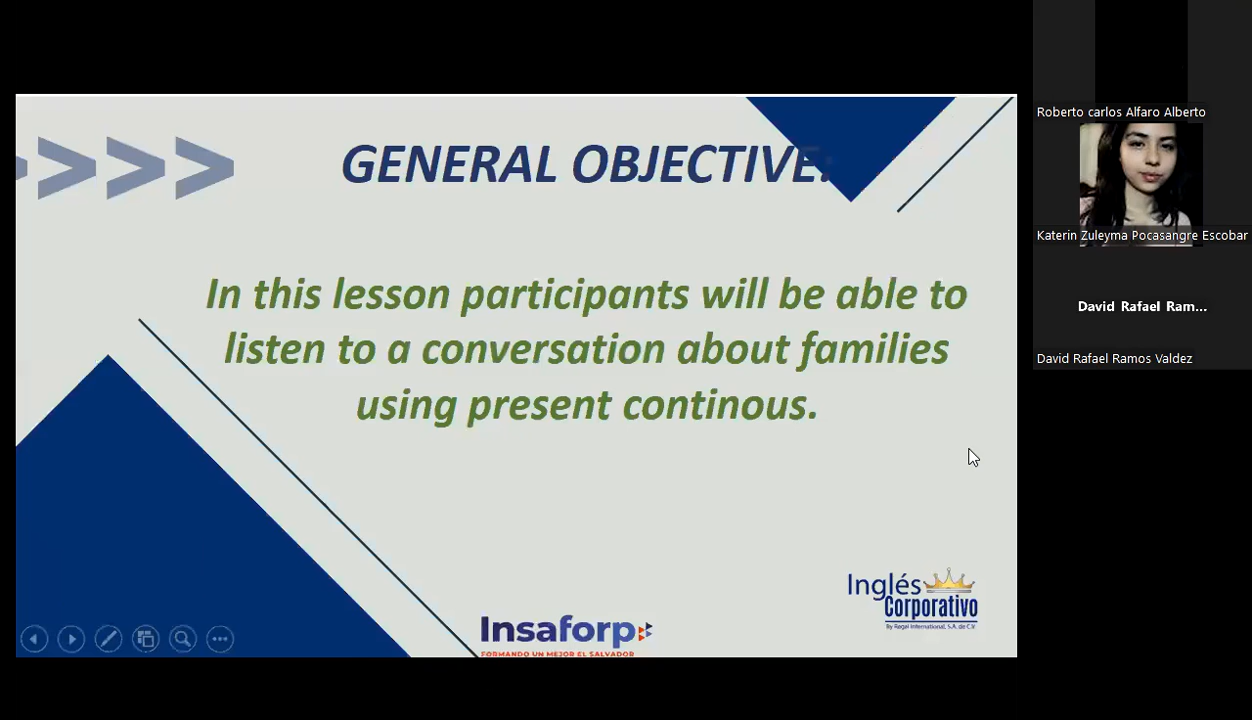 GENERAL OBJECTIVE:
In this lesson participants will be able to
listen to a conversation about families
using present continous.
Inglés
Corporativo
By Regal International, S.A. de C.V
Insaforp
FORMANDO UN MEJOR EL SALVADOR
Roberto carlos Alfaro Alberto
Katerin Zuleyma Pocasangre Escobar
David Rafael Ram...
David Rafael Ramos Valdez